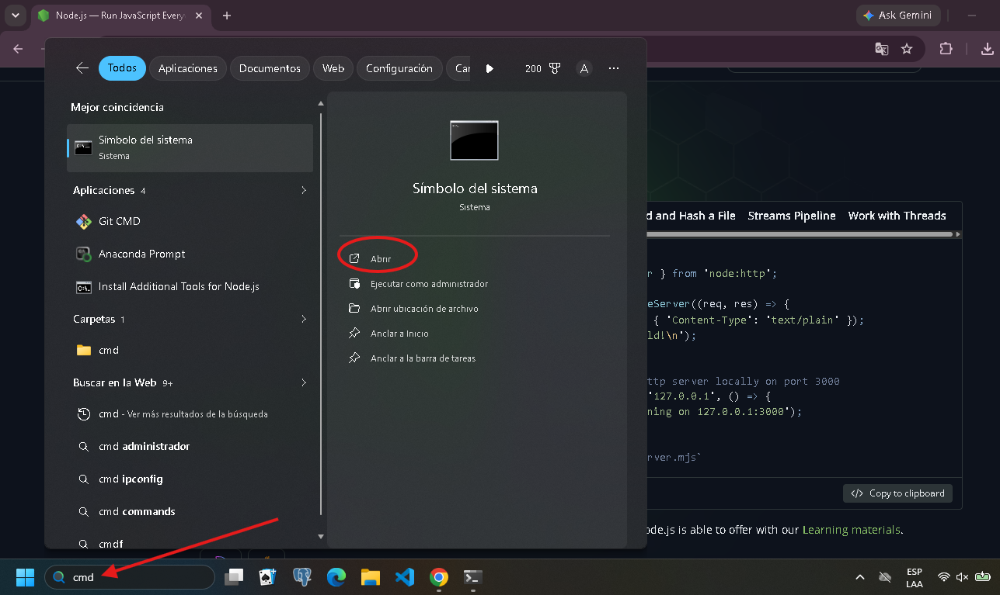 Node.js — Run JavaScript Every
Ask Gemini
Todos
Aplicaciones
Documentos
Web
Configuración
Car
200
A
Mejor coincidencia
Símbolo del sistema
Sistema
Aplicaciones 4
Git CMD
Anaconda Prompt
Install Additional Tools for Node.js
Carpetas 1
cmd
Buscar en la Web 9+
cmd - Ver más resultados de la búsqueda
cmd administrador
cmd ipconfig
cmd commands
cmdf
C:\
Símbolo del sistema
Sistema
Abrir
Ejecutar como administrador
Abrir ubicación de archivo
Anclar a Inicio
Anclar a la barra de tareas
d and Hash a File
Streams Pipeline
Work with Threads
r } from 'node:http';
eServer((req, res) => {
{ 'Content-Type': 'text/plain' });
ld!\n');
ttp server locally on port 3000
'127.0.0.1', () => {
ning on 127.0.0.1:3000');
rver.mjs`
</> Copy to clipboard
ode.js is able to offer with our Learning materials.
cmd
ESP
LAA